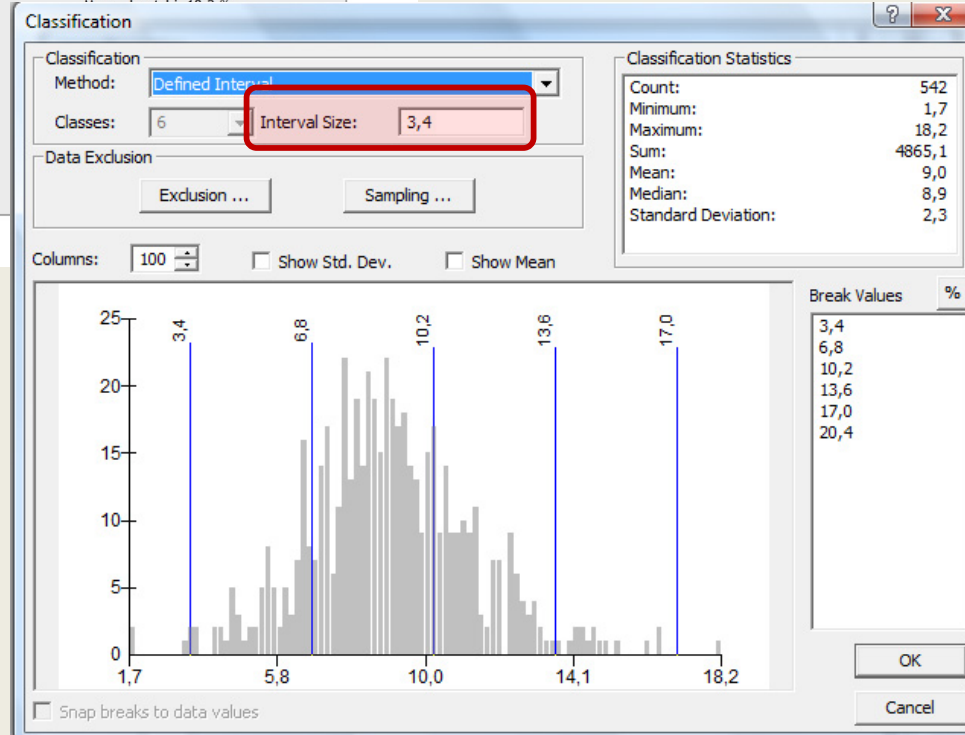 Classification
Classification
Method: Defined Interval
Classes: 6 Interval Size: 3,4
Data Exclusion
Exclusion ... Sampling ...
Classification Statistics
Count: 542
Minimum: 1,7
Maximum: 18,2
Sum: 4865,1
Mean: 9,0
Median: 8,9
Standard Deviation: 2,3
Columns: 100 Show Std. Dev. Show Mean
Break Values %
3,4
6,8
10,2
13,6
17,0
20,4
3,4 6,8 10,2 13,6 17,0
25
20
15
10
5
0
1,7 5,8 10,0 14,1 18,2
Snap breaks to data values
OK
Cancel